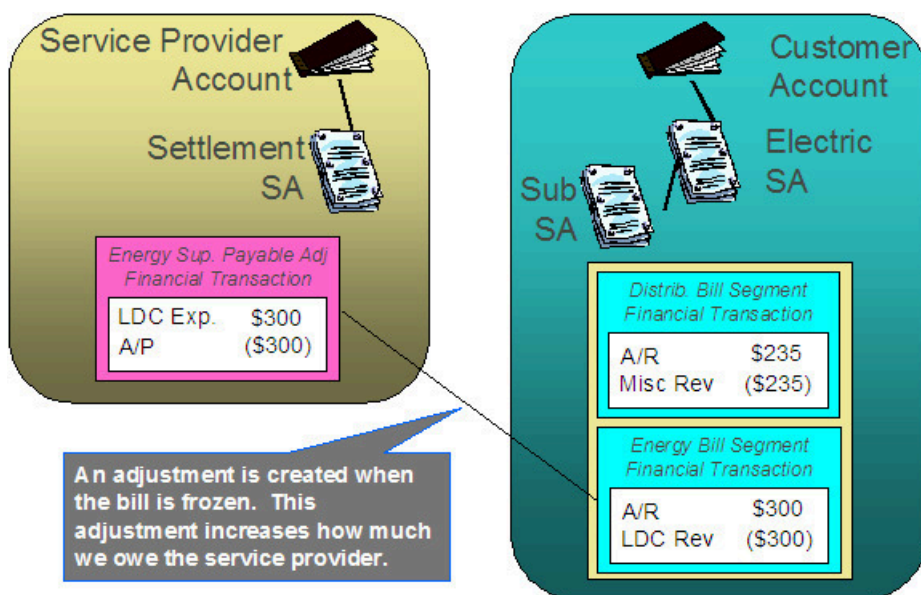 Service Provider
Account
Settlement
SA
Energy Sup. Payable Adj
Financial Transaction
LDC Exp. $300
A/P ($300)
An adjustment is created when
the bill is frozen. This
adjustment increases how much
we owe the service provider.
Customer
Account
Electric
SA
Sub
SA
Distrib. Bill Segment
Financial Transaction
A/R $235
Misc Rev ($235)
Energy Bill Segment
Financial Transaction
A/R $300
LDC Rev ($300)